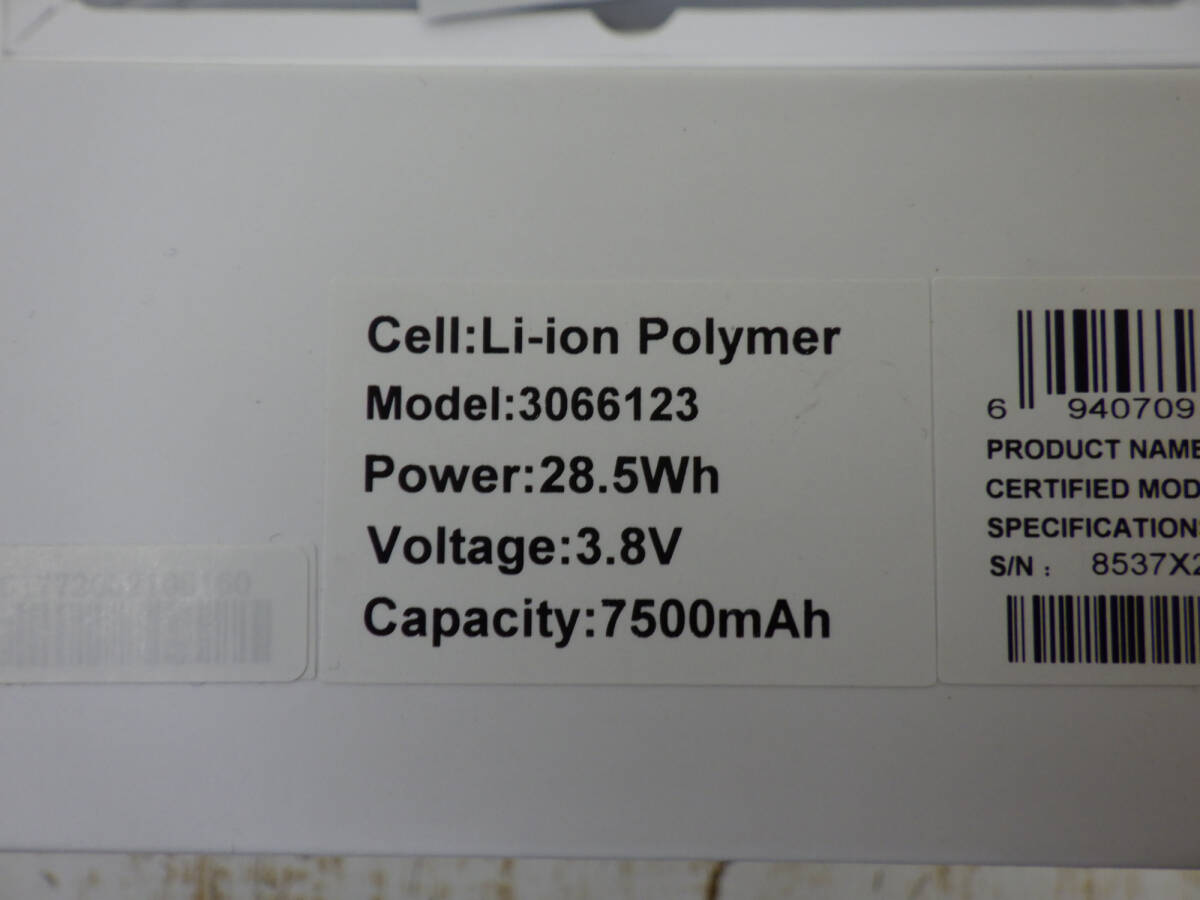 Cell:Li-ion Polymer
Model:3066123
Power:28.5Wh
Voltage:3.8V
Capacity:7500mAh
6 940709
PRODUCT NAME
CERTIFIED MOD
SPECIFICATION
S/N : 8537X2